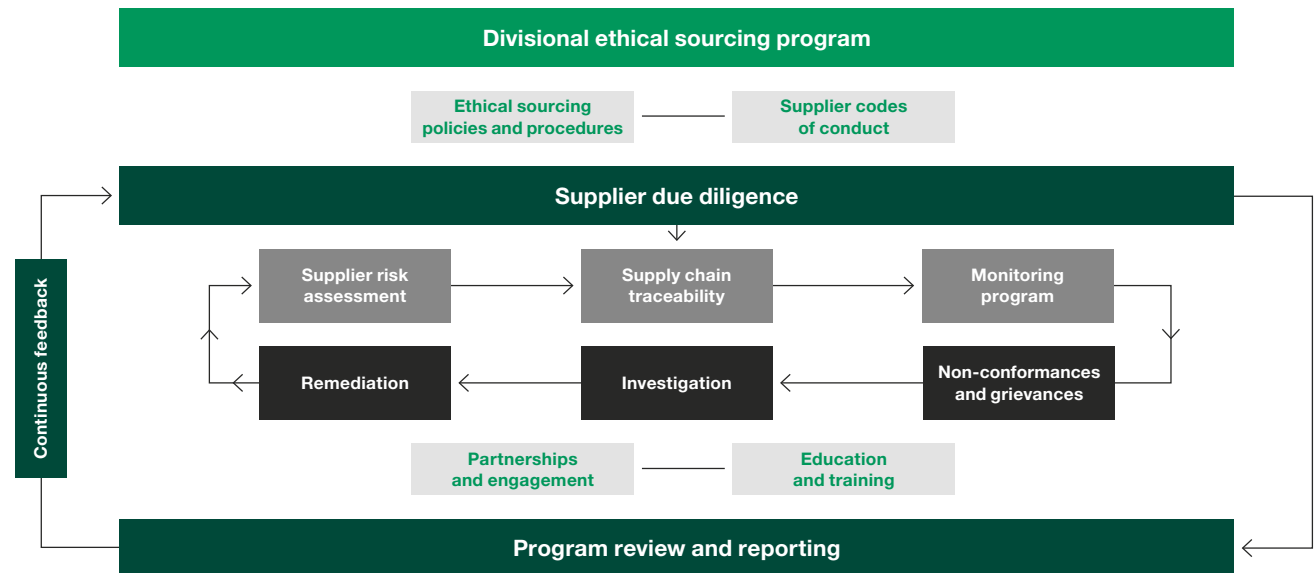 Divisional ethical sourcing program
Ethical sourcing
policies and procedures
Supplier codes
of conduct
Supplier due diligence
Supplier risk
assessment
Supply chain
traceability
Monitoring
program
Continuous feedback
Remediation
Investigation
Non-conformances
and grievances
Partnerships
and engagement
Education
and training
Program review and reporting